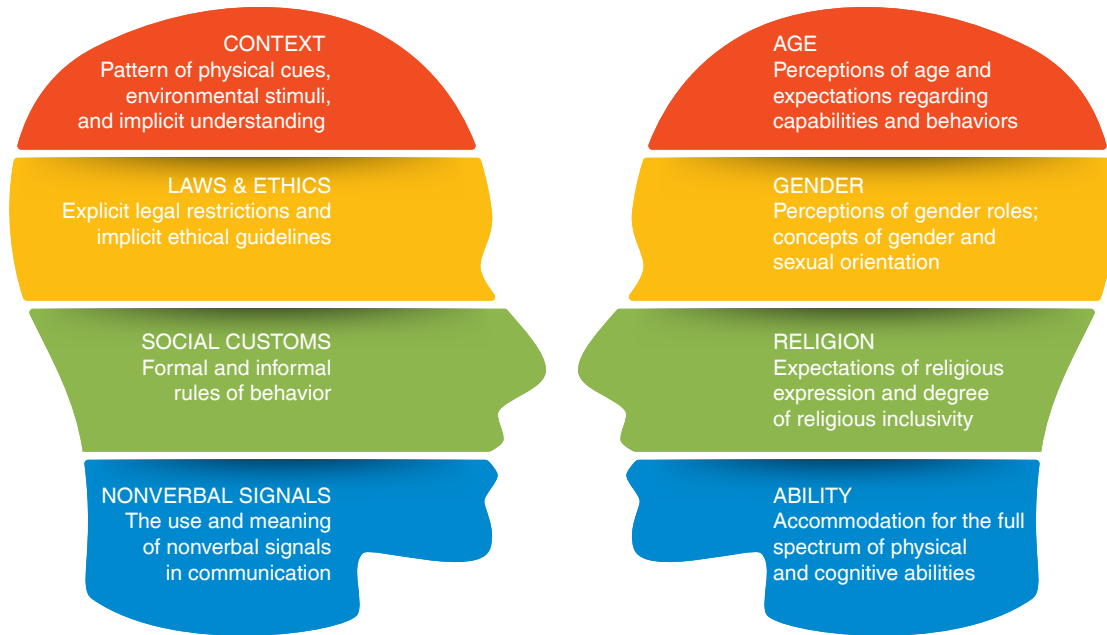 CONTEXT
Pattern of physical cues,
environmental stimuli,
and implicit understanding
LAWS & ETHICS
Explicit legal restrictions and
implicit ethical guidelines
SOCIAL CUSTOMS
Formal and informal
rules of behavior
NONVERBAL SIGNALS
The use and meaning
of nonverbal signals
in communication
AGE
Perceptions of age and
expectations regarding
capabilities and behaviors
GENDER
Perceptions of gender roles;
concepts of gender and
sexual orientation
RELIGION
Expectations of religious
expression and degree
of religious inclusivity
ABILITY
Accommodation for the full
spectrum of physical
and cognitive abilities